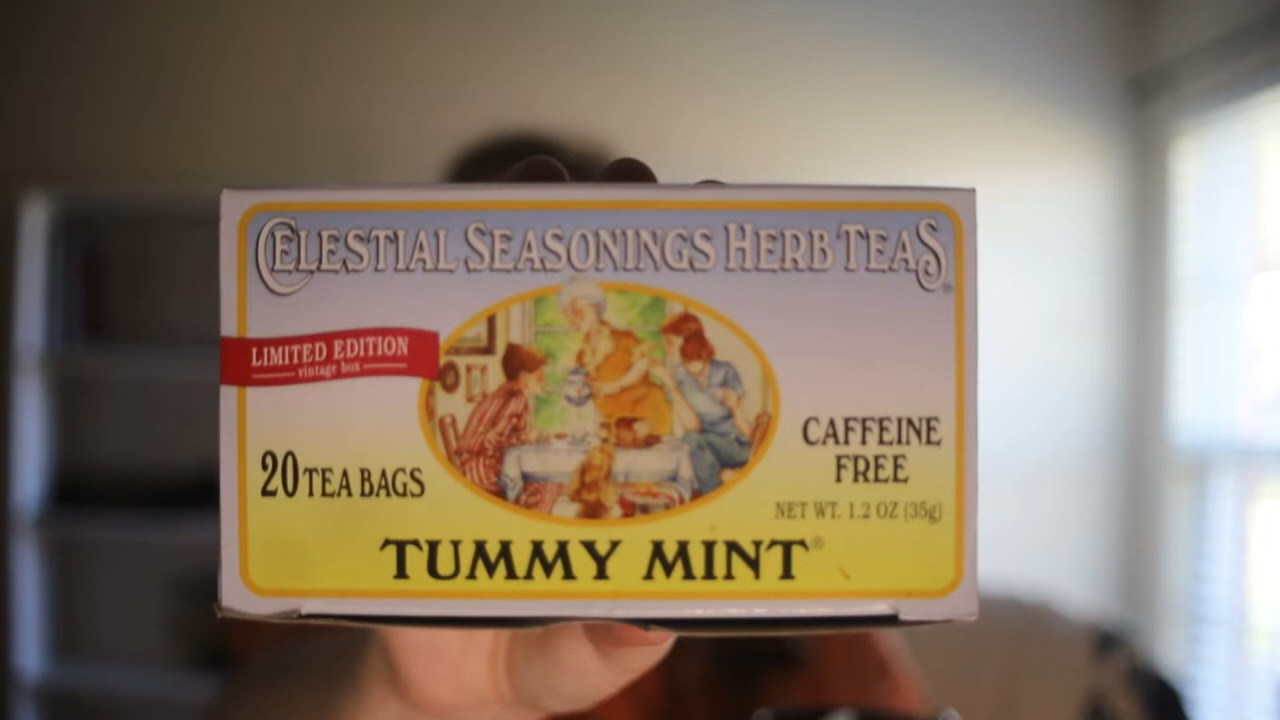 CELESTIAL SEASONINGS HERB TEAS®
LIMITED EDITION
vintage box
20 TEA BAGS
CAFFEINE
FREE
NET WT. 1.2 OZ (35g)
TUMMY MINT®